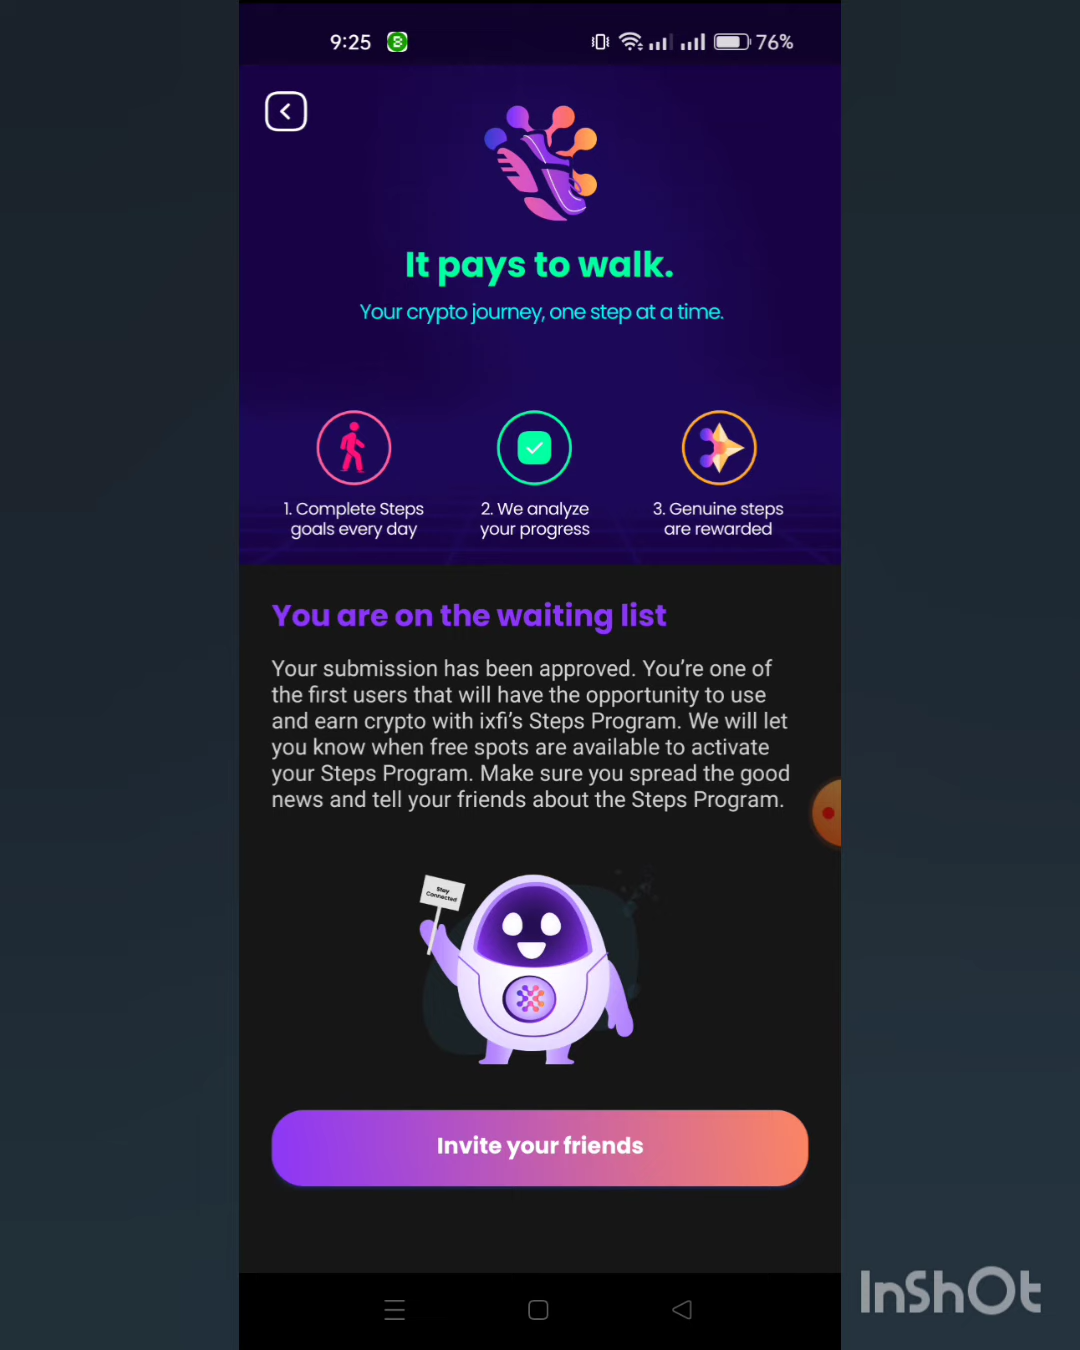 9:25
76%
It pays to walk.
Your crypto journey, one step at a time.
1. Complete Steps
goals every day
2. We analyze
your progress
3. Genuine steps
are rewarded
You are on the waiting list
Your submission has been approved. You're one of
the first users that will have the opportunity to use
and earn crypto with ixfi's Steps Program. We will let
you know when free spots are available to activate
your Steps Program. Make sure you spread the good
news and tell your friends about the Steps Program.
Stay
Connected
Invite your friends
InShOt